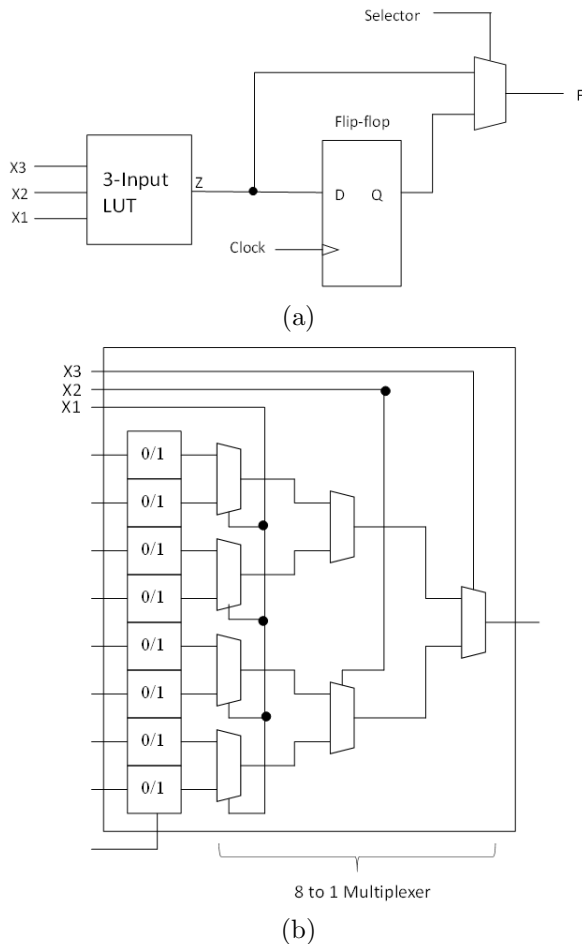 Selector
F
Flip-flop
X3
X2
X1
3-Input
LUT
Z
D
Q
Clock
(a)
X3
X2
X1
0/1
0/1
0/1
0/1
0/1
0/1
0/1
0/1
8 to 1 Multiplexer
(b)